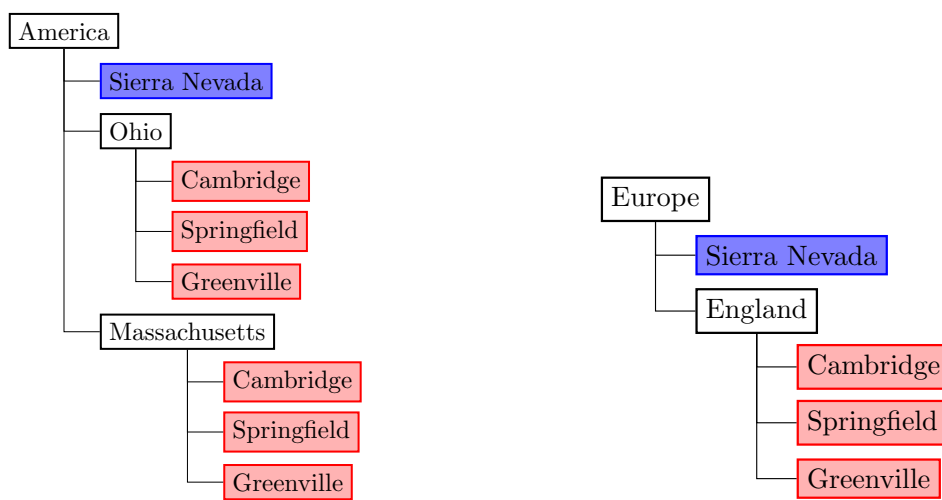 America
Sierra Nevada
Ohio
Cambridge
Springfield
Greenville
Massachusetts
Cambridge
Springfield
Greenville
Europe
Sierra Nevada
England
Cambridge
Springfield
Greenville